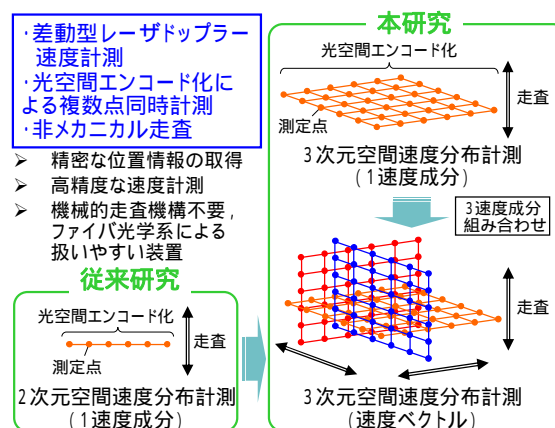 ・差動型レーザドップラー
速度計測
・光空間エンコード化に
よる複数点同時計測
・非メカニカル走査
➢ 精密な位置情報の取得
➢ 高精度な速度計測
➢ 機械的走査機構不要，
ファイバ光学系による
扱いやすい装置
従来研究
光空間エンコード化
測定点
走査
2次元空間速度分布計測
(1速度成分)
本研究
光空間エンコード化
走査
測定点
3次元空間速度分布計測
(1速度成分)
3速度成分
組み合わせ
走査
3次元空間速度分布計測
(速度ベクトル)